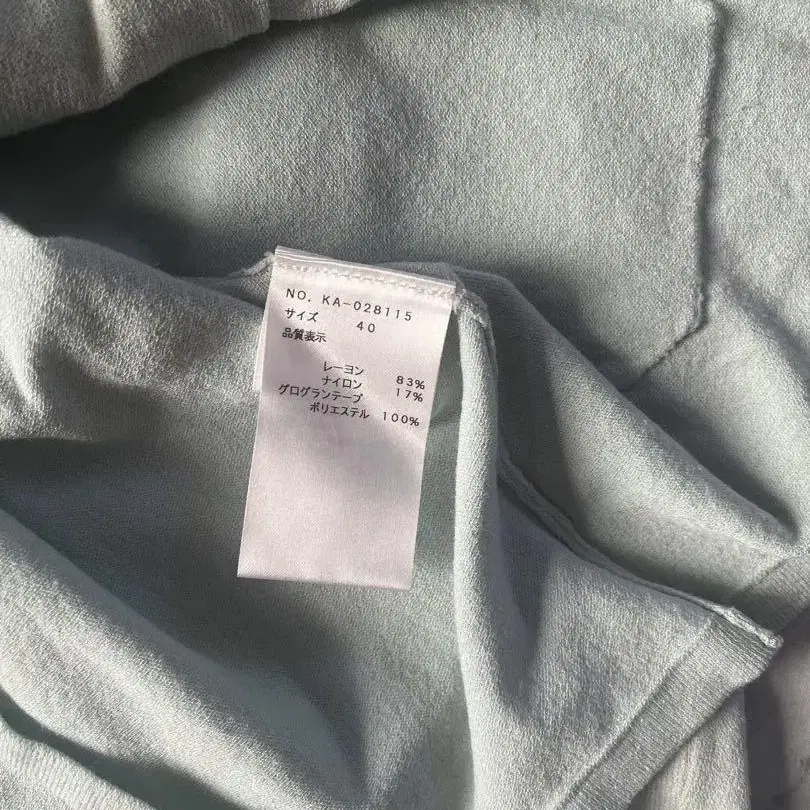 NO. KA-028115
サイズ 40
品質表示
レーヨン 83%
ナイロン 17%
グログランテープ
ポリエステル 100%